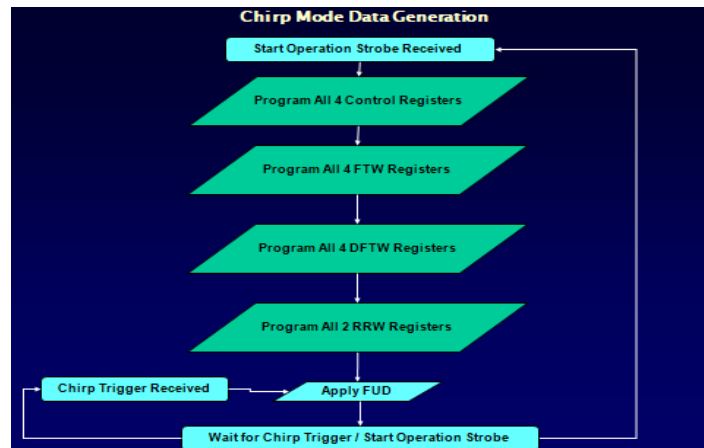 Chirp Mode Data Generation
Start Operation Strobe Received
Program All 4 Control Registers
Program All 4 FTW Registers
Program All 4 DFTW Registers
Program All 2 RRW Registers
Chirp Trigger Received
Apply FUD
Wait for Chirp Trigger / Start Operation Strobe